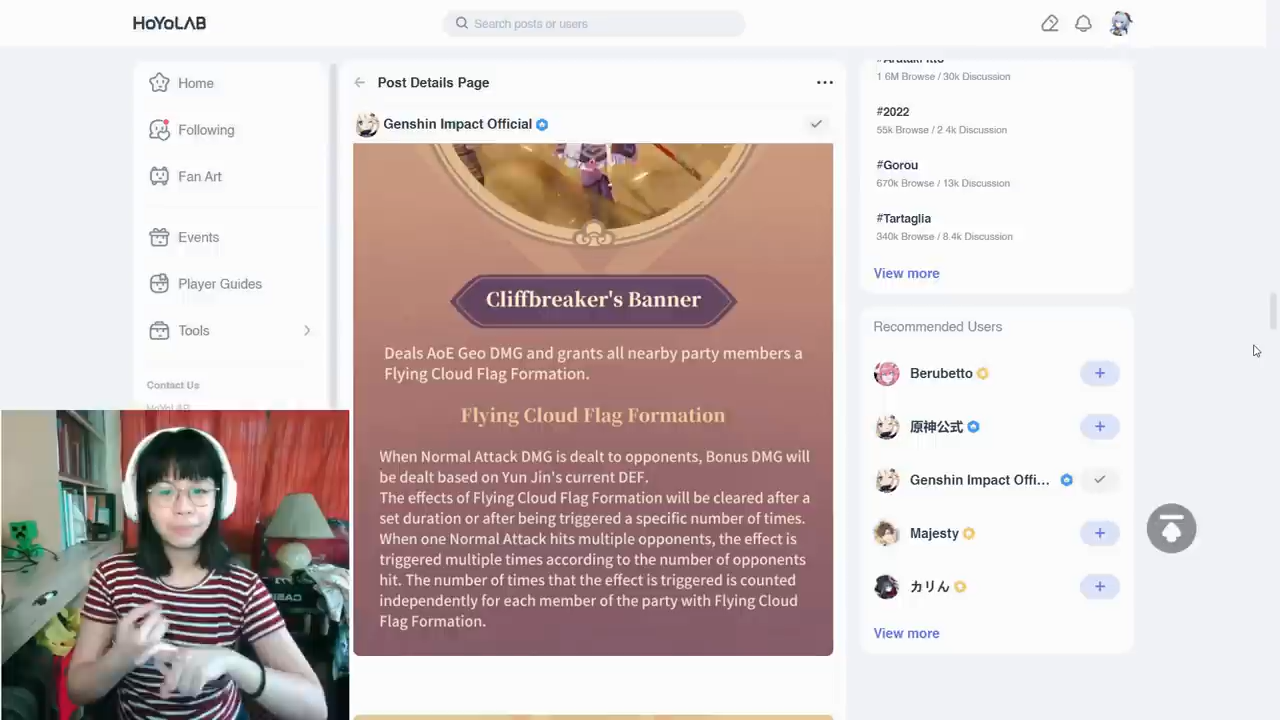 HoYoLAB
Search posts or users
Home
Following
Fan Art
Events
Player Guides
Tools
Contact Us
HoYoLAB
Post Details Page
Genshin Impact Official
Cliffbreaker's Banner
Deals AoE Geo DMG and grants all nearby party members a
Flying Cloud Flag Formation.
Flying Cloud Flag Formation
When Normal Attack DMG is dealt to opponents, Bonus DMG will
be dealt based on Yun Jin's current DEF.
The effects of Flying Cloud Flag Formation will be cleared after a
set duration or after being triggered a specific number of times.
When one Normal Attack hits multiple opponents, the effect is
triggered multiple times according to the number of opponents
hit. The number of times that the effect is triggered is counted
independently for each member of the party with Flying Cloud
Flag Formation.
1 6M Browse / 30k Discussion
#2022
55k Browse / 2 4k Discussion
#Gorou
670k Browse / 13k Discussion
#Tartaglia
340k Browse / 8.4k Discussion
View more
Recommended Users
Berubetto
原神公式
Genshin Impact Offi...
Majesty
カリん
View more